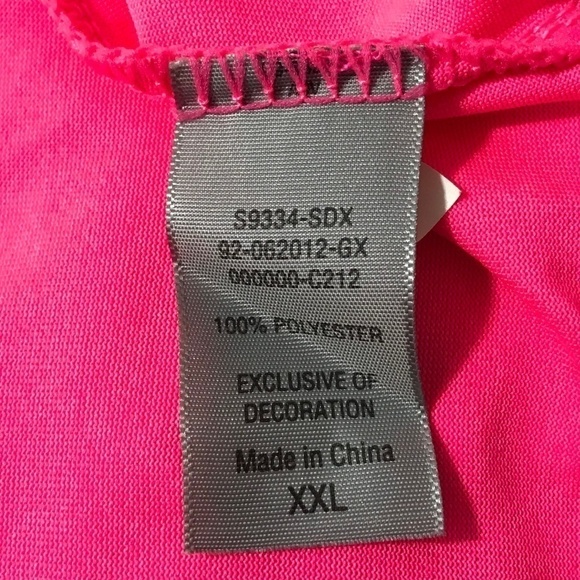 S9334-SDX
92-062012-GX
000000-C212
100% POLYESTER
EXCLUSIVE OF
DECORATION
Made in China
XXL